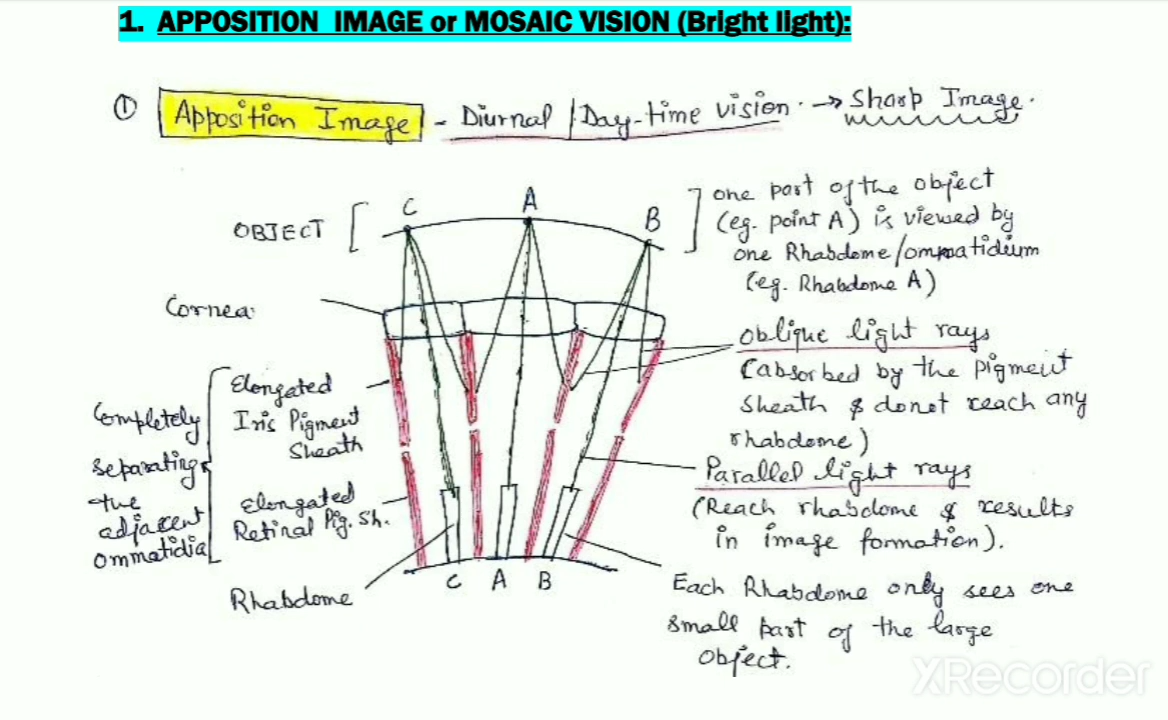 1. APPOSITION IMAGE or MOSAIC VISION (Bright light):
① Apposition Image - Diurnal / Day-time vision. → Sharp Image.
OBJECT [ C A B ]
one part of the object
(eg. point A) is viewed by
one Rhabdome/ommatidium
(eg. Rhabdome A)
Cornea
oblique light rays
(absorbed by the pigment
sheath & donot reach any
rhabdome)
Completely
separating
the
adjacent
ommatidia
Elongated
Iris Pigment
Sheath
Elongated
Retinal Pig. Sh.
Parallel light rays
(Reach rhabdome & results
in image formation).
Rhabdome
C A B
Each Rhabdome only sees one
small part of the large
object.
XRecorder